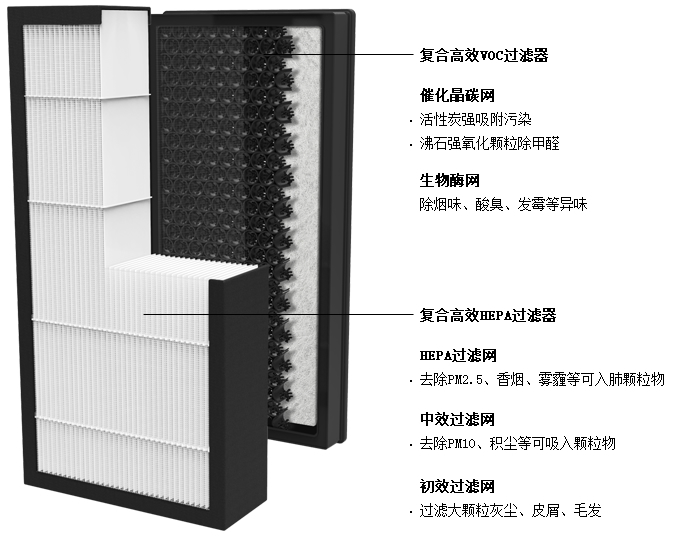 复合高效VOC过滤器
催化晶碳网
· 活性炭强吸附污染
· 沸石强氧化颗粒除甲醛
生物酶网
除烟味、酸臭、发霉等异味
复合高效HEPA过滤器
HEPA过滤网
· 去除PM2.5、香烟、雾霾等可入肺颗粒物
中效过滤网
· 去除PM10、积尘等可吸入颗粒物
初效过滤网
· 过滤大颗粒灰尘、皮屑、毛发